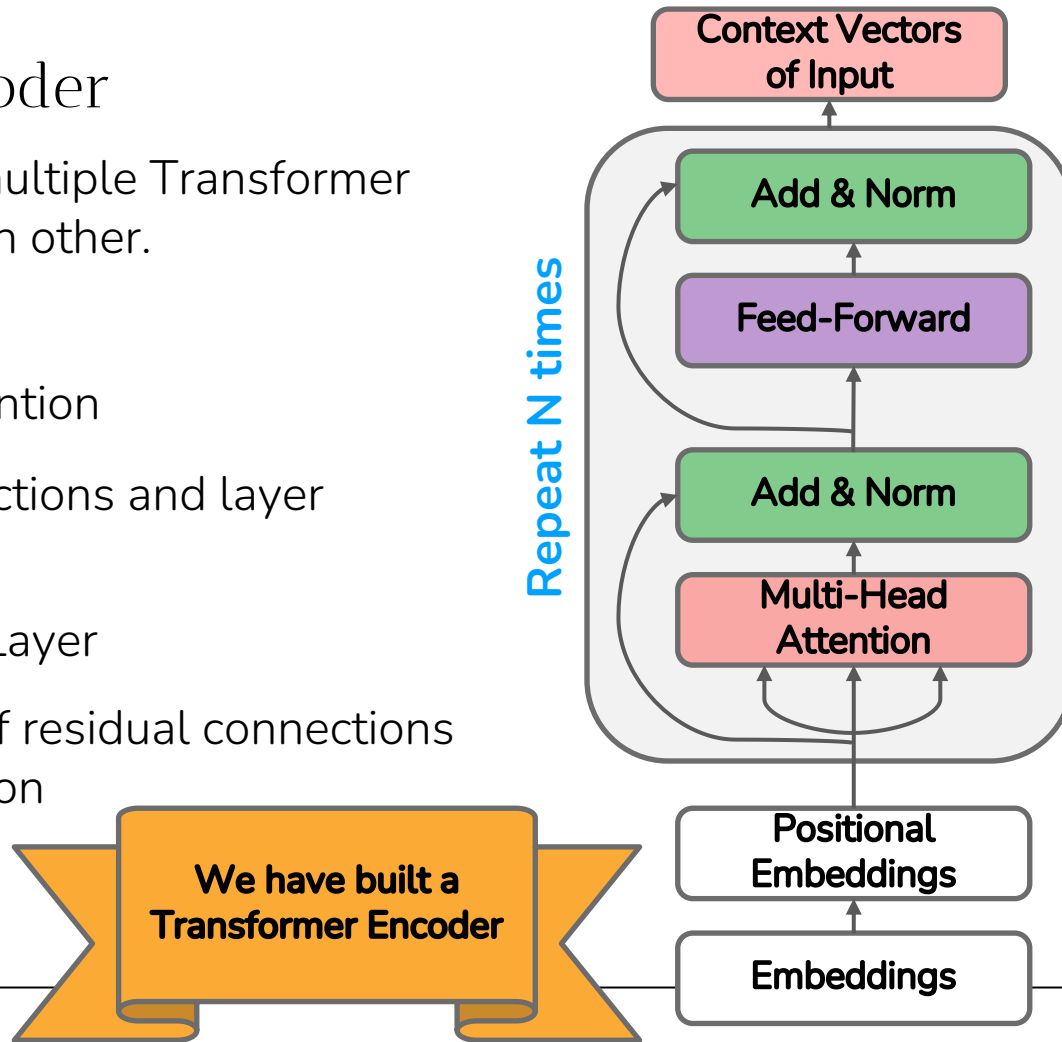 oder
ultiple Transformer
n other.
ntion
ctions and layer
Layer
f residual connections
on
We have built a
Transformer Encoder
Repeat N times
Context Vectors
of Input
Add & Norm
Feed-Forward
Add & Norm
Multi-Head
Attention
Positional
Embeddings
Embeddings